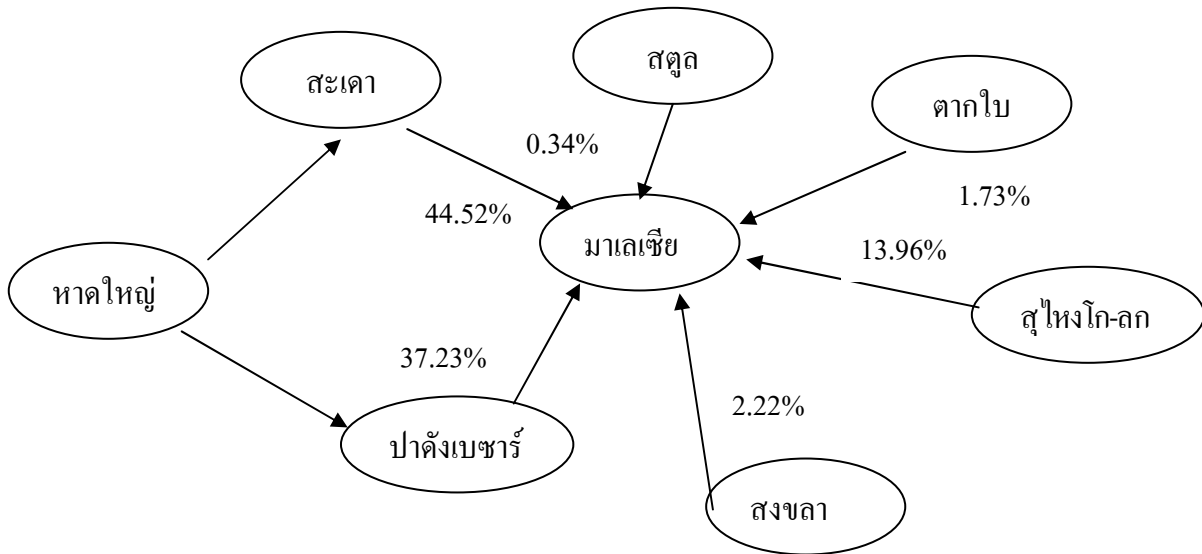 สตูล
สะเดา
ตากใบ
0.34%
1.73%
44.52%
มาเลเซีย
13.96%
หาดใหญ่
สุไหงโก-ลก
37.23%
2.22%
ปาดังเบซาร์
สงขลา